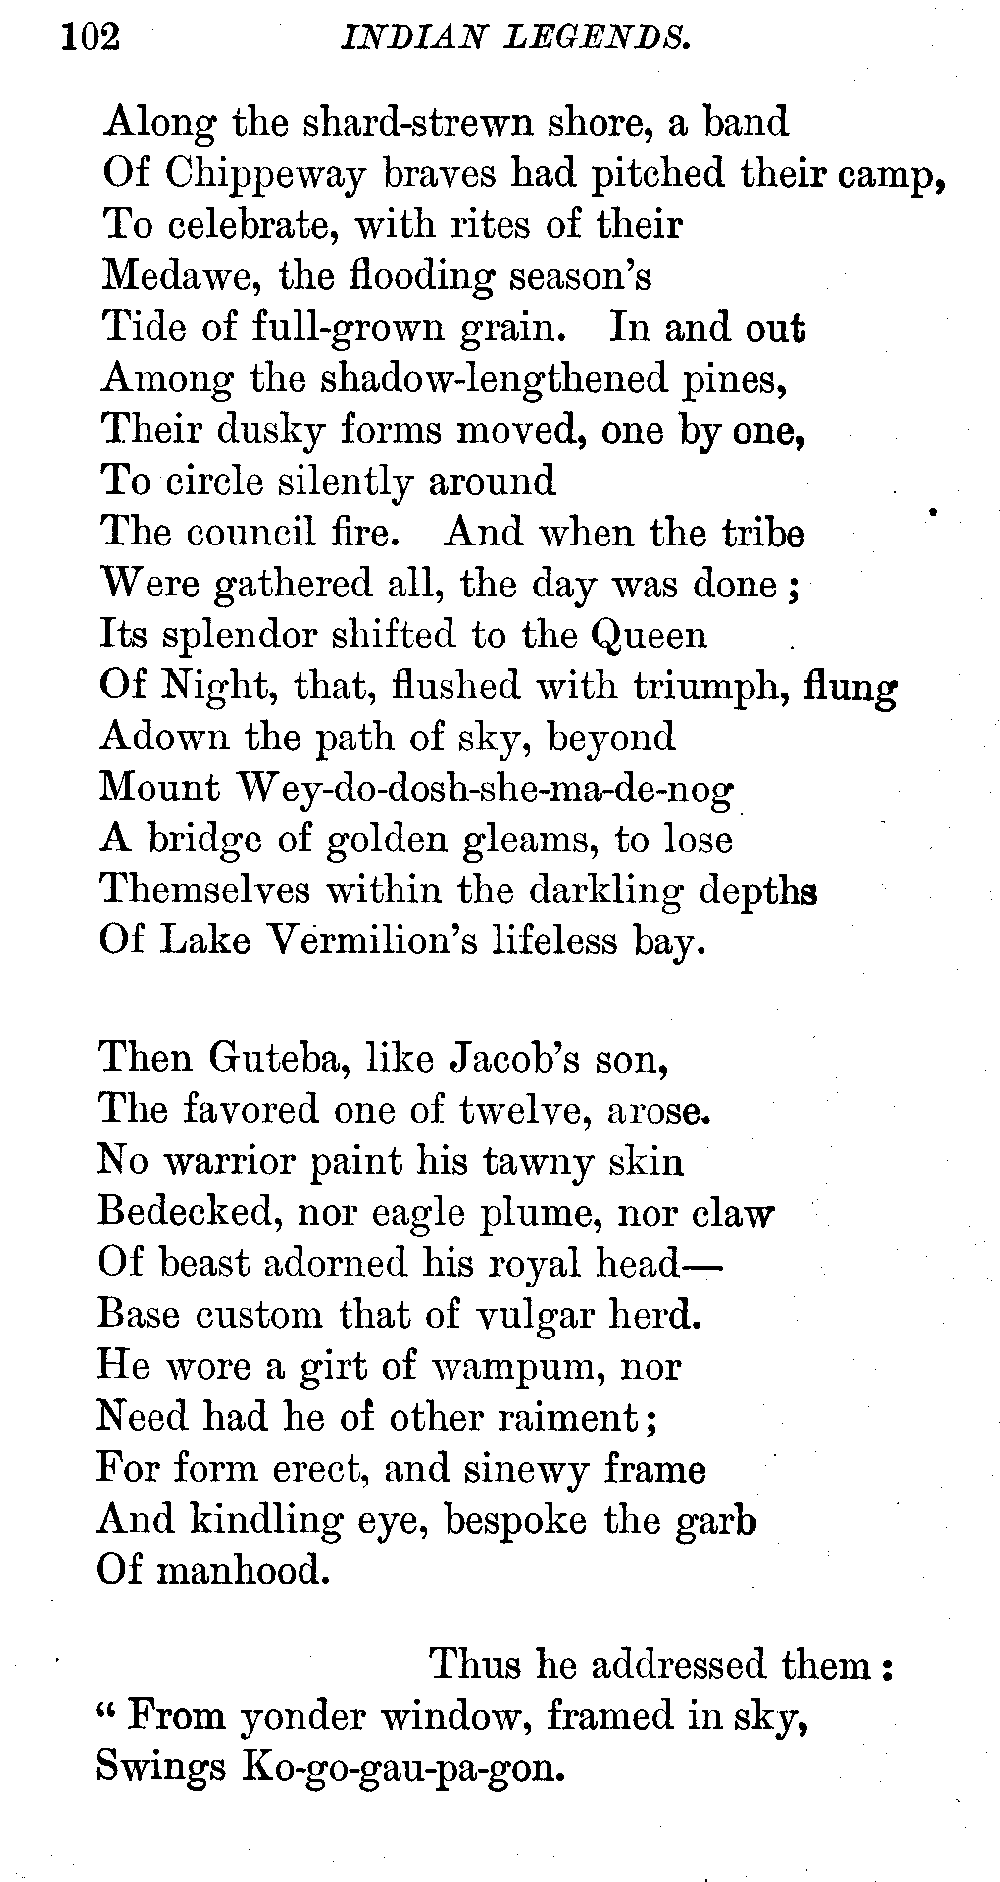 102 INDIAN LEGENDS.
Along the shard-strewn shore, a band
Of Chippeway braves had pitched their camp,
To celebrate, with rites of their
Medawe, the flooding season's
Tide of full-grown grain. In and out
Among the shadow-lengthened pines,
Their dusky forms moved, one by one,
To circle silently around
The council fire. And when the tribe
Were gathered all, the day was done ;
Its splendor shifted to the Queen
Of Night, that, flushed with triumph, flung
Adown the path of sky, beyond
Mount Wey-do-dosh-she-ma-de-nog
A bridge of golden gleams, to lose
Themselves within the darkling depths
Of Lake Vermilion's lifeless bay.
Then Guteba, like Jacob's son,
The favored one of twelve, arose.
No warrior paint his tawny skin
Bedecked, nor eagle plume, nor claw
Of beast adorned his royal head—
Base custom that of vulgar herd.
He wore a girt of wampum, nor
Need had he of other raiment;
For form erect, and sinewy frame
And kindling eye, bespoke the garb
Of manhood.
Thus he addressed them :
" From yonder window, framed in sky,
Swings Ko-go-gau-pa-gon.